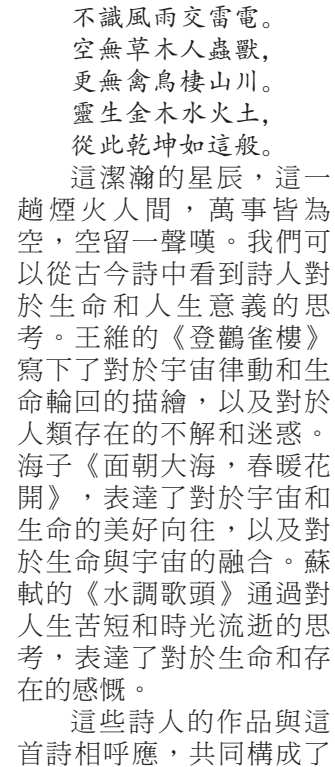 不識風雨交雷電。
空無草木人蟲獸,
更無禽鳥棲山川。
靈生金木水火土,
從此乾坤如這般。
這潔瀚的星辰，這一
趟煙火人間，萬事皆為
空，空留一聲嘆。我們可
以從古今詩中看到詩人對
於生命和人生意義的思
考。王維的《登鸛雀樓》
寫下了對於宇宙律動和生
命輪回的描繪，以及對於
人類存在的不解和迷惑。
海子《面朝大海，春暖花
開》，表達了對於宇宙和
生命的美好向往，以及對
於生命與宇宙的融合。蘇
軾的《水調歌頭》通過對
人生苦短和時光流逝的思
考，表達了對於生命和存
在的感慨。
這些詩人的作品與這
首詩相呼應，共同構成了